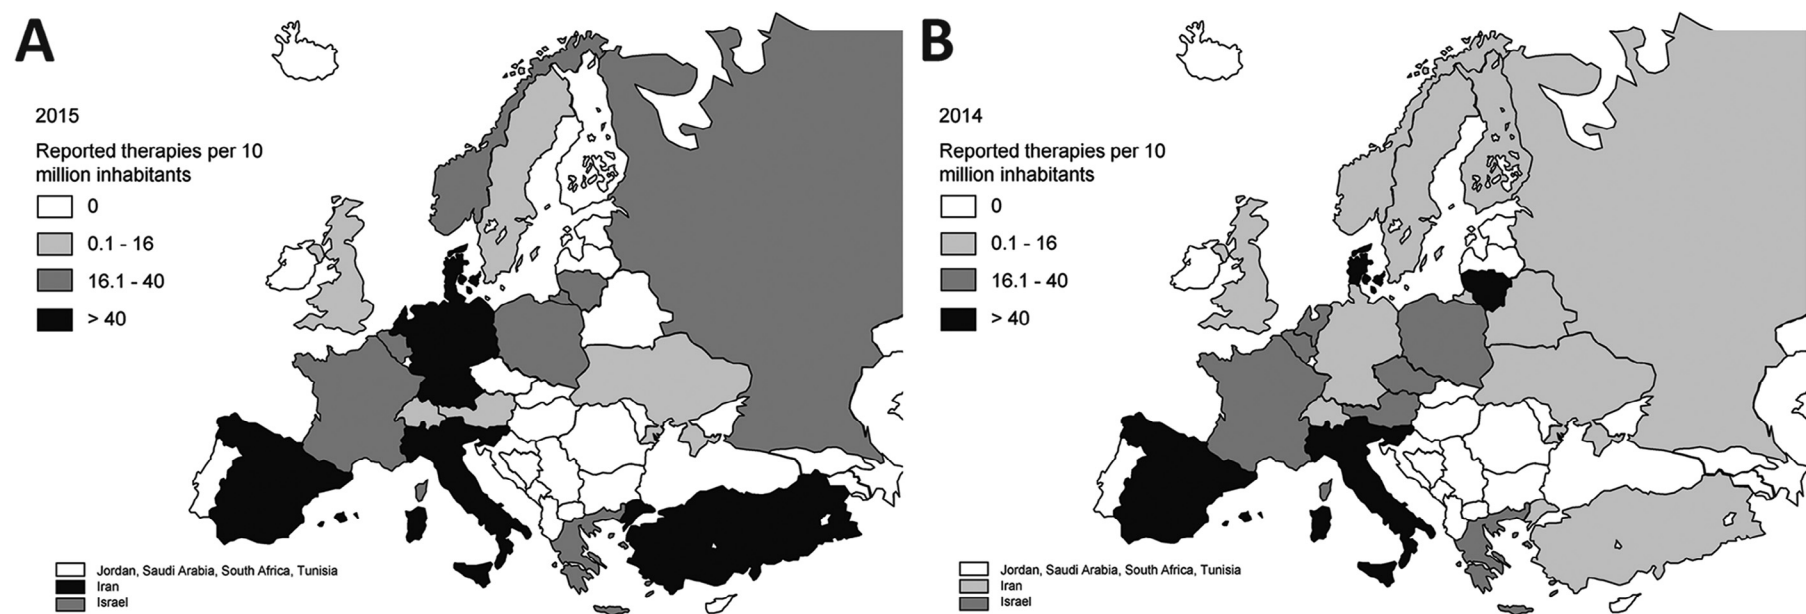 A
2015
Reported therapies per 10
million inhabitants
0
0.1 - 16
16.1 - 40
> 40
Jordan, Saudi Arabia, South Africa, Tunisia
Iran
Israel
B
2014
Reported therapies per 10
million inhabitants
0
0.1 - 16
16.1 - 40
> 40
Jordan, Saudi Arabia, South Africa, Tunisia
Iran
Israel